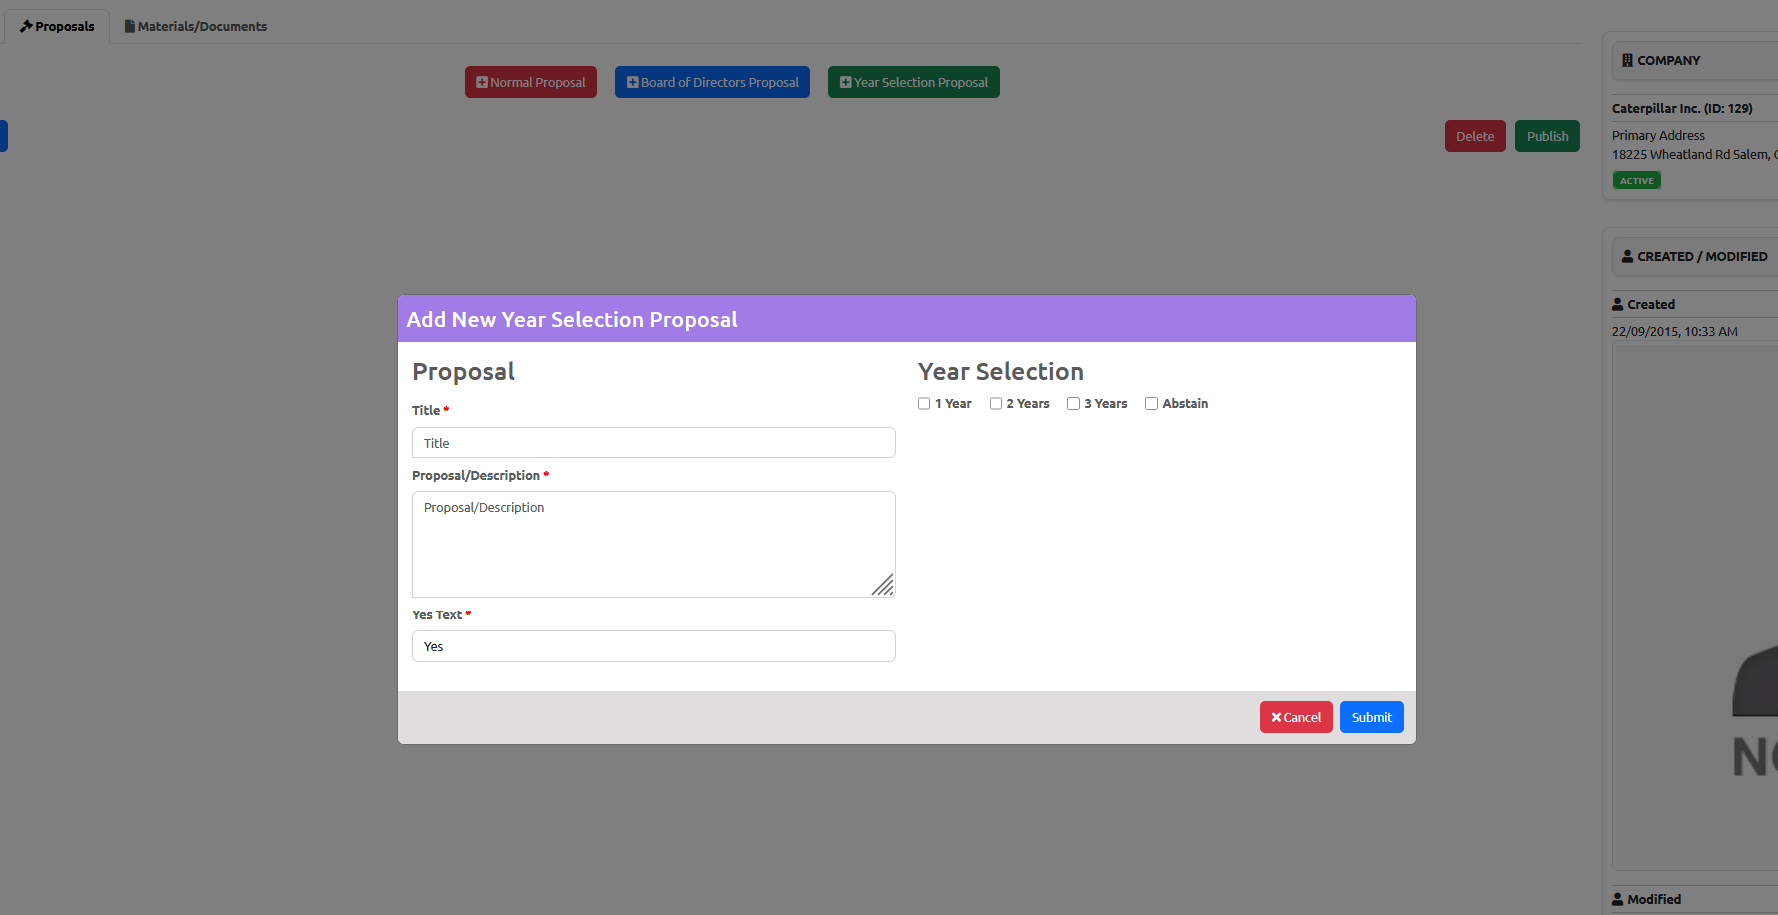 Proposals
Materials/Documents
Normal Proposal
Board of Directors Proposal
Year Selection Proposal
Delete
Publish
COMPANY
Caterpillar Inc. (ID: 129)
Primary Address
18225 Wheatland Rd Salem,
ACTIVE
CREATED / MODIFIED
Created
22/09/2015, 10:33 AM
Add New Year Selection Proposal
Proposal
Title *
Title
Proposal/Description *
Proposal/Description
Yes Text *
Yes
Year Selection
1 Year
2 Years
3 Years
Abstain
Cancel
Submit
Modified